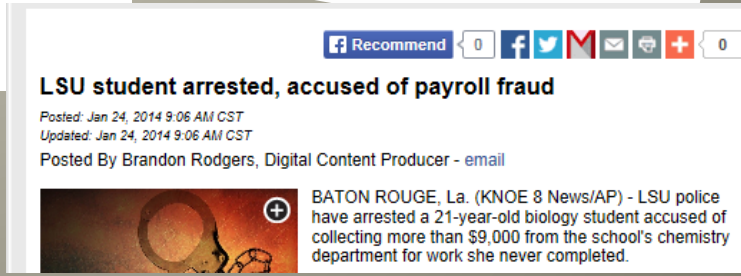 Recommend 0 0
LSU student arrested, accused of payroll fraud
Posted: Jan 24, 2014 9:06 AM CST
Updated: Jan 24, 2014 9:06 AM CST
Posted By Brandon Rodgers, Digital Content Producer - email
BATON ROUGE, La. (KNOE 8 News/AP) - LSU police
have arrested a 21-year-old biology student accused of
collecting more than $9,000 from the school's chemistry
department for work she never completed.